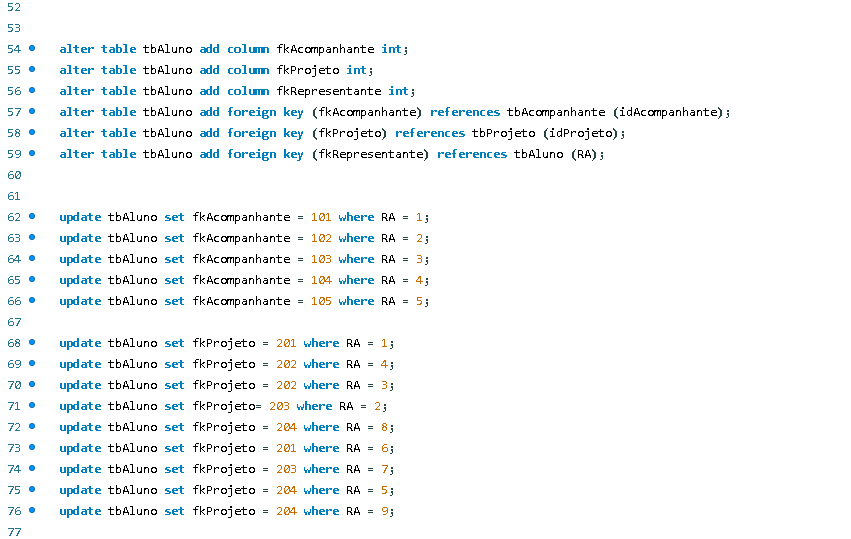 52
53
54 alter table tbAluno add column fkAcompanhante int;
55 alter table tbAluno add column fkProjeto int;
56 alter table tbAluno add column fkRepresentante int;
57 alter table tbAluno add foreign key (fkAcompanhante) references tbAcompanhante (idAcompanhante);
58 alter table tbAluno add foreign key (fkProjeto) references tbProjeto (idProjeto);
59 alter table tbAluno add foreign key (fkRepresentante) references tbAluno (RA);
60
61
62 update tbAluno set fkAcompanhante = 101 where RA = 1;
63 update tbAluno set fkAcompanhante = 102 where RA = 2;
64 update tbAluno set fkAcompanhante = 103 where RA = 3;
65 update tbAluno set fkAcompanhante = 104 where RA = 4;
66 update tbAluno set fkAcompanhante = 105 where RA = 5;
67
68 update tbAluno set fkProjeto = 201 where RA = 1;
69 update tbAluno set fkProjeto = 202 where RA = 4;
70 update tbAluno set fkProjeto = 202 where RA = 3;
71 update tbAluno set fkProjeto= 203 where RA = 2;
72 update tbAluno set fkProjeto = 204 where RA = 8;
73 update tbAluno set fkProjeto = 201 where RA = 6;
74 update tbAluno set fkProjeto = 203 where RA = 7;
75 update tbAluno set fkProjeto = 204 where RA = 5;
76 update tbAluno set fkProjeto = 204 where RA = 9;
77